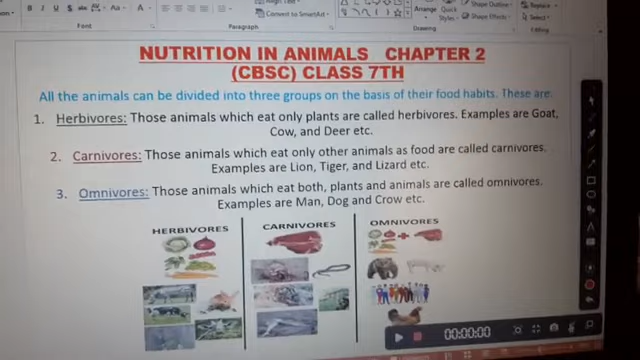 Font
Paragraph
Convert to SmartArt
Drawing
Arrange
Quick
Styles
Shape Outline
Shape Effects
Replace
Select
Editing
NUTRITION IN ANIMALS CHAPTER 2
(CBSC) CLASS 7TH
All the animals can be divided into three groups on the basis of their food habits. These are:
1. Herbivores: Those animals which eat only plants are called herbivores. Examples are Goat,
Cow, and Deer etc.
2. Carnivores: Those animals which eat only other animals as food are called carnivores.
Examples are Lion, Tiger, and Lizard etc.
3. Omnivores: Those animals which eat both, plants and animals are called omnivores.
Examples are Man, Dog and Crow etc.
HERBIVORES
CARNIVORES
OMNIVORES
00:00:00